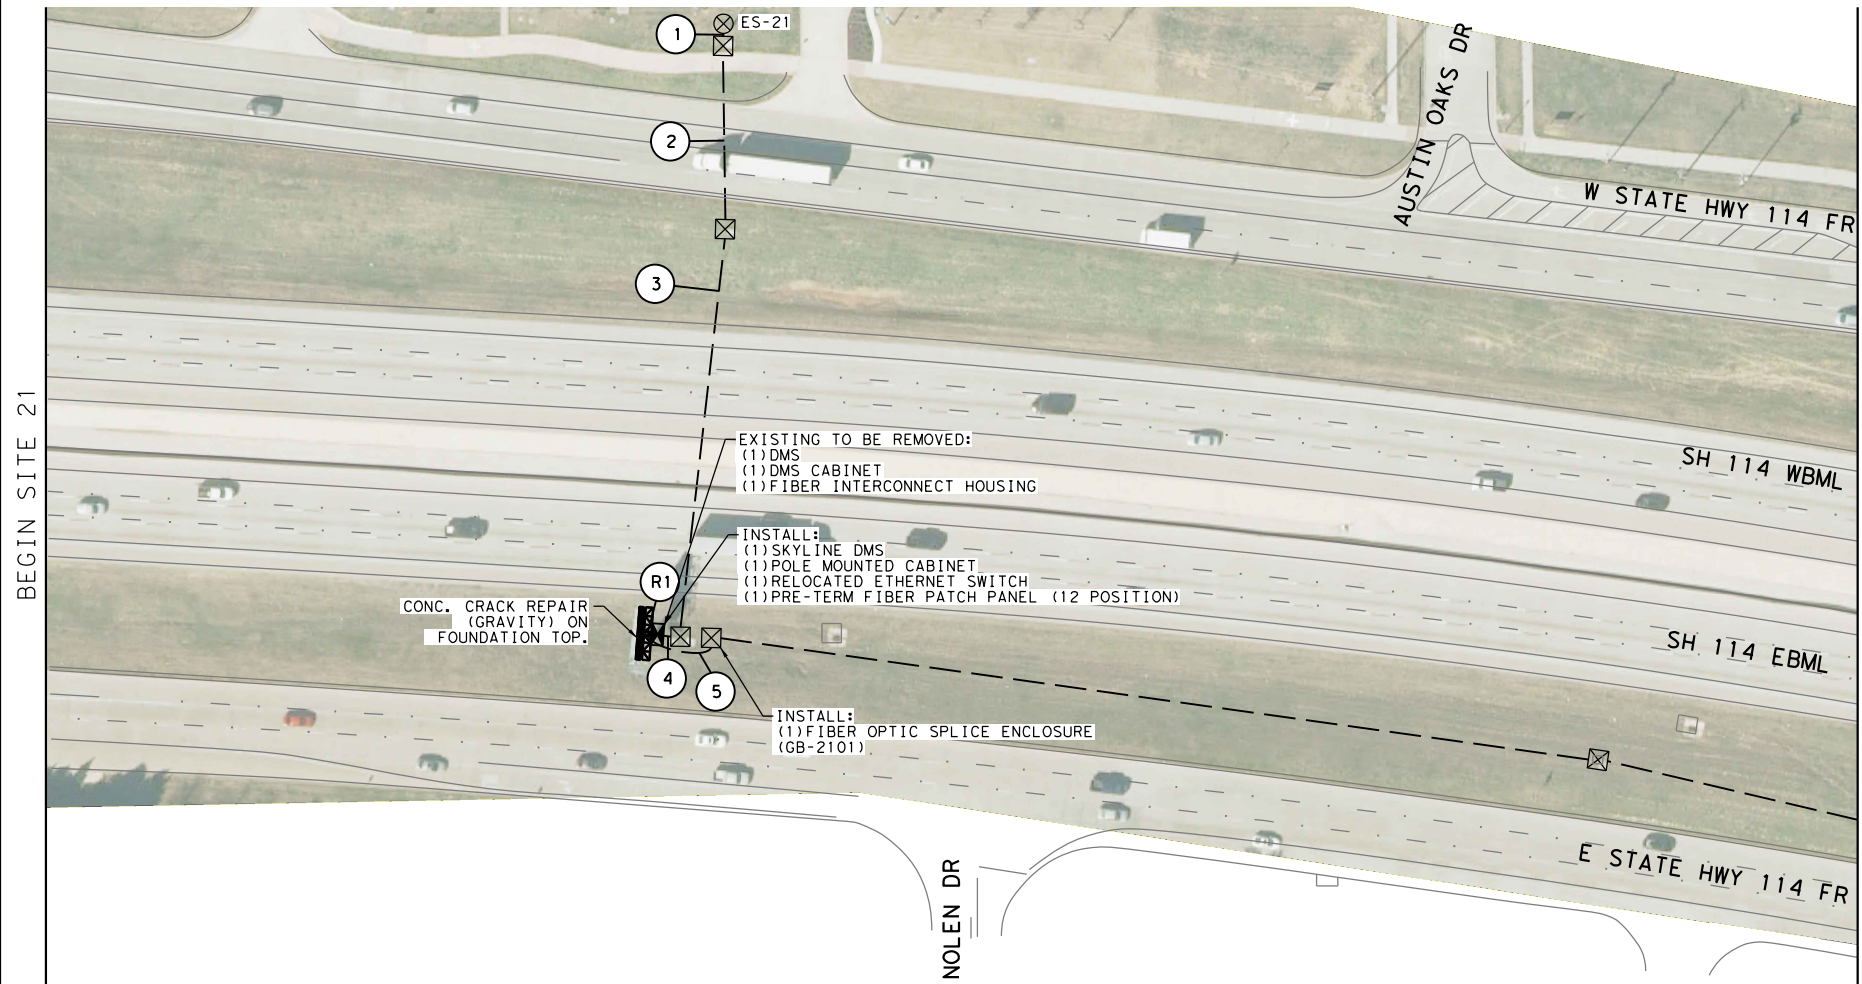 1
ES-21
AUSTIN OAKS DR
2
W STATE HWY 114 FR
3
BEGIN SITE 21
EXISTING TO BE REMOVED:
(1)DMS
(1)DMS CABINET
(1)FIBER INTERCONNECT HOUSING
SH 114 WBML
INSTALL:
(1)SKYLINE DMS
(1)POLE MOUNTED CABINET
(1)RELOCATED ETHERNET SWITCH
(1)PRE-TERM FIBER PATCH PANEL (12 POSITION)
R1
CONC. CRACK REPAIR
(GRAVITY) ON
FOUNDATION TOP.
SH 114 EBML
4
5
INSTALL:
(1)FIBER OPTIC SPLICE ENCLOSURE
(GB-2101)
E STATE HWY 114 FR
NOLEN DR